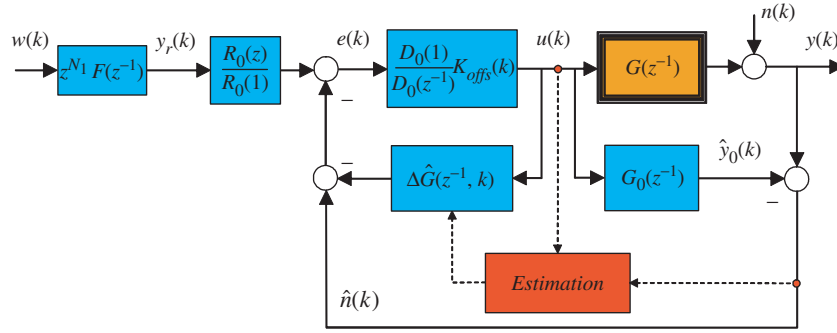 w(k) y_r(k) e(k) u(k) n(k) y(k)
z^{N_1} F(z^{-1})
R_0(z)
R_0(1)
D_0(1)
D_0(z^{-1})
K_{offs}(k)
G(z^{-1})
−
−
ΔĜ(z^{-1}, k)
G_0(z^{-1})
ŷ_0(k)
−
Estimation
n̂(k)